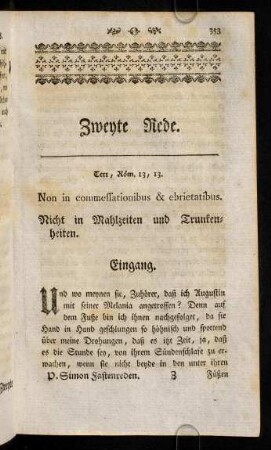 353
Zweyte Rede.
Text, Röm. 13, 13.
Non in commessationibus & ebrietatibus.
Nicht in Mahlzeiten und Trunken-
heiten.
Eingang.
Und wo meynen sie, Zuhörer, daß ich Augustin
mit seiner Melania angetroffen? Denn auf
dem Fuße bin ich ihnen nachgefolget, da sie
Hand in Hand geschlungen so höhnisch und spottend
über meine Drohungen, daß es itzt Zeit, ja, daß
es die Stunde sey, von ihrem Sündenschlafe zu er-
wachen, wenn sie nicht beyde in den unter ihren
P. Simon Fastenreden. Z Füßen